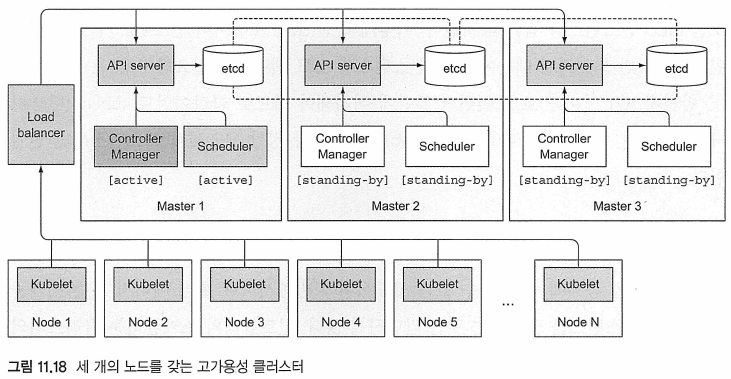 API server
etcd
API server
etcd
API server
etcd
Load
balancer
Controller
Manager
Scheduler
Controller
Manager
Scheduler
Controller
Manager
Scheduler
[active]
[active]
[standing-by]
[standing-by]
[standing-by]
[standing-by]
Master 1
Master 2
Master 3
Kubelet
Kubelet
Kubelet
Kubelet
Kubelet
...
Kubelet
Node 1
Node 2
Node 3
Node 4
Node 5
Node N
그림 11.18 세 개의 노드를 갖는 고가용성 클러스터